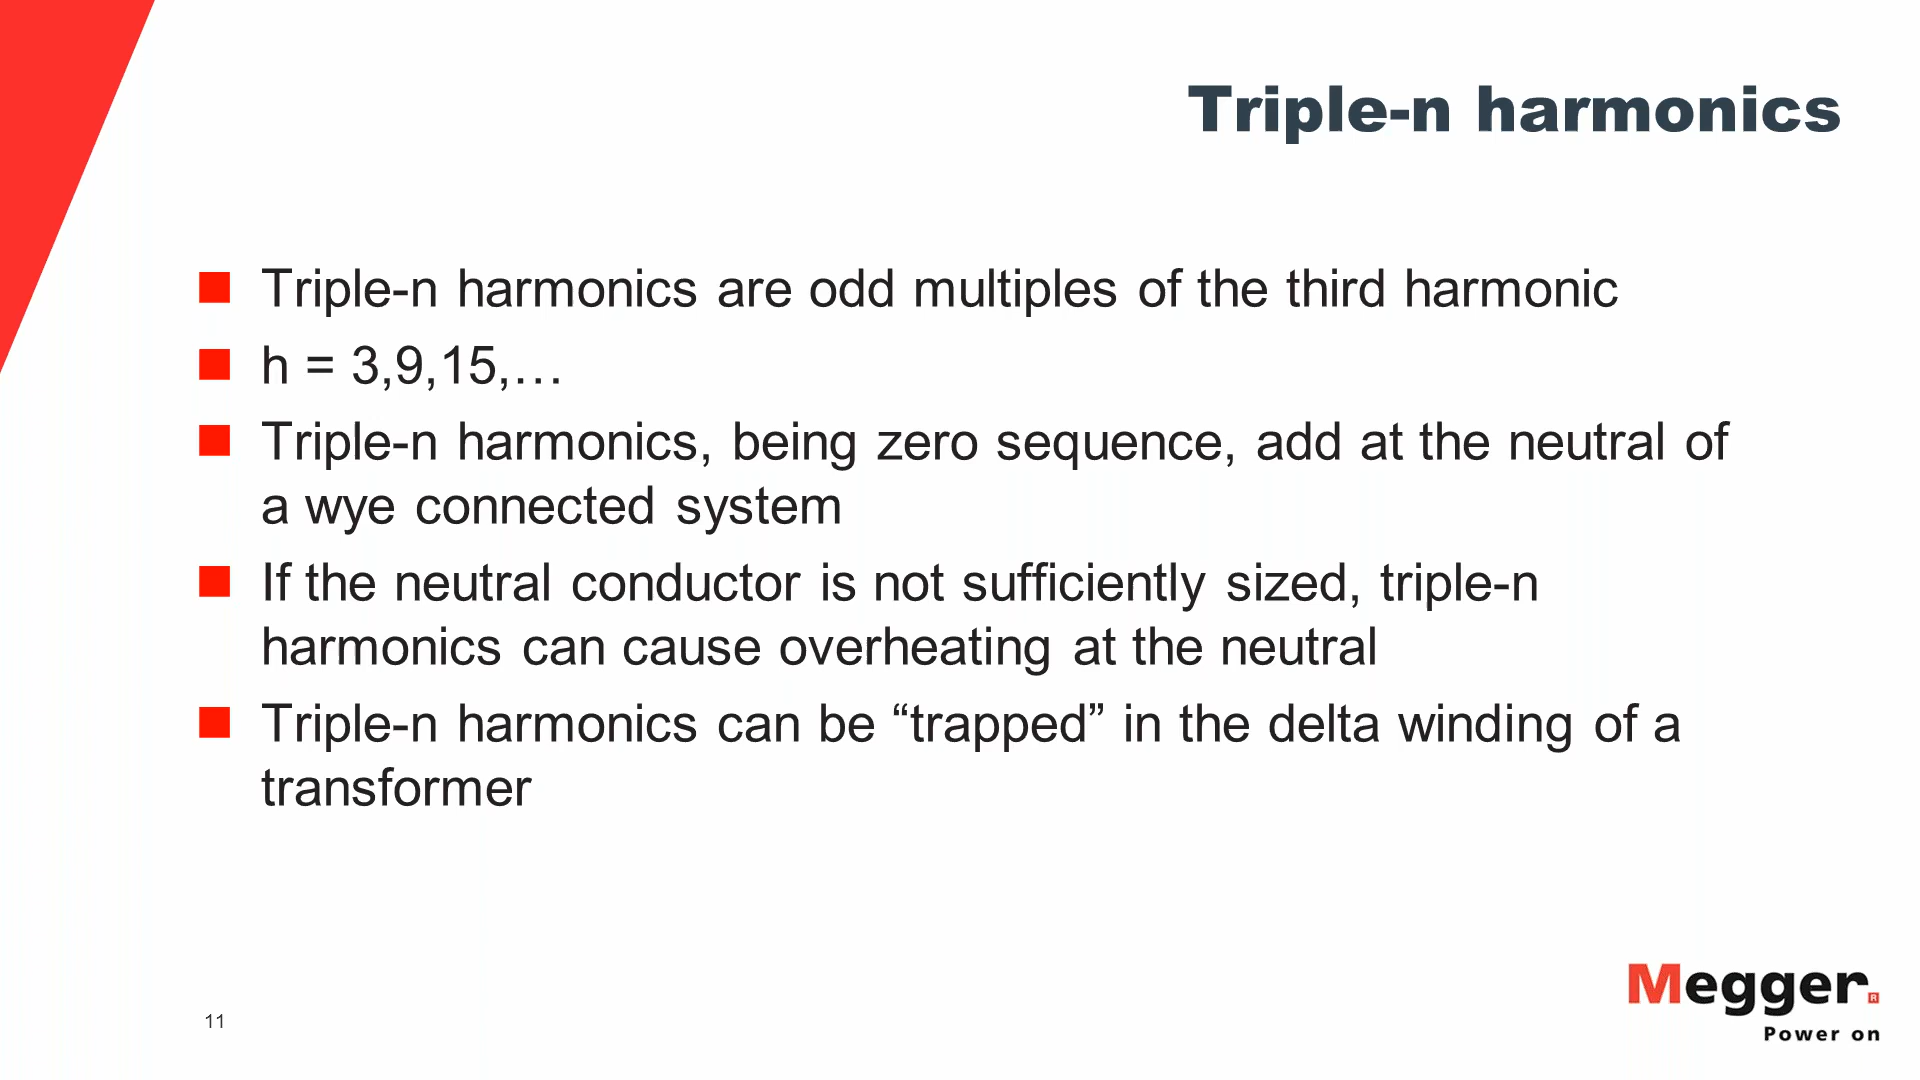 Triple-n harmonics
Triple-n harmonics are odd multiples of the third harmonic
h = 3,9,15,…
Triple-n harmonics, being zero sequence, add at the neutral of
a wye connected system
If the neutral conductor is not sufficiently sized, triple-n
harmonics can cause overheating at the neutral
Triple-n harmonics can be “trapped” in the delta winding of a
transformer
Megger®
Power on
11